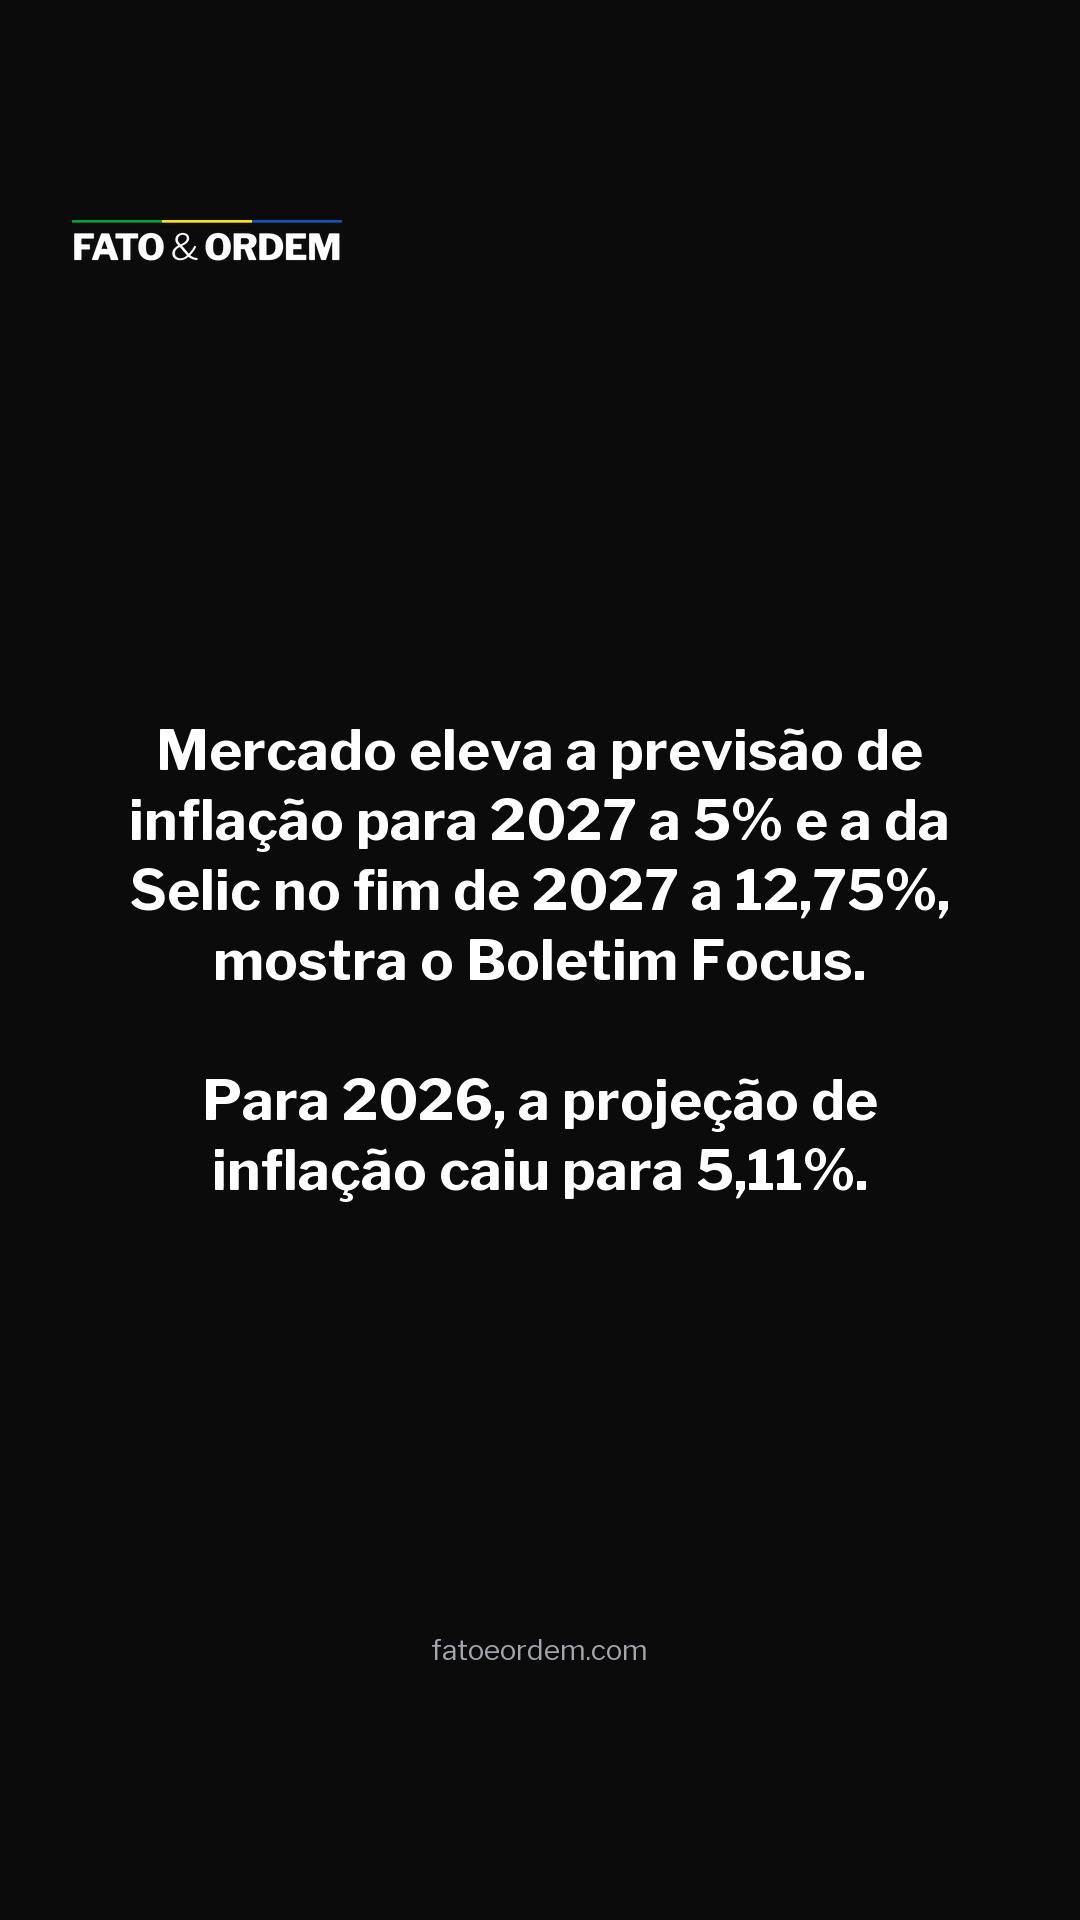 FATO & ORDEM
Mercado eleva a previsão de
inflação para 2027 a 5% e a da
Selic no fim de 2027 a 12,75%,
mostra o Boletim Focus.
Para 2026, a projeção de
inflação caiu para 5,11%.
fatoeordem.com